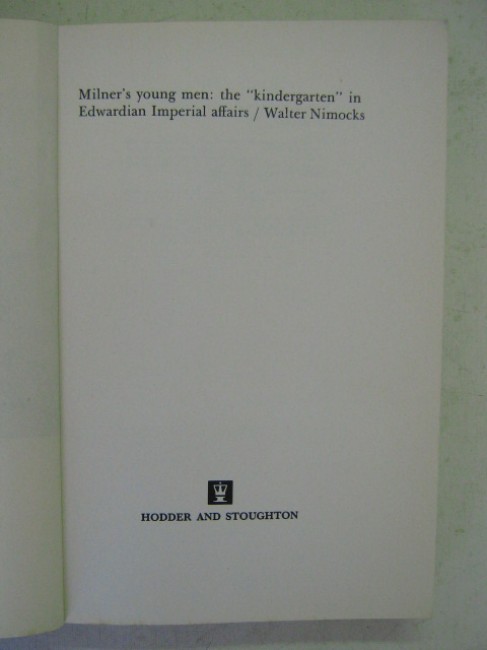 Milner's young men: the "kindergarten" in
Edwardian Imperial affairs / Walter Nimocks
HODDER AND STOUGHTON